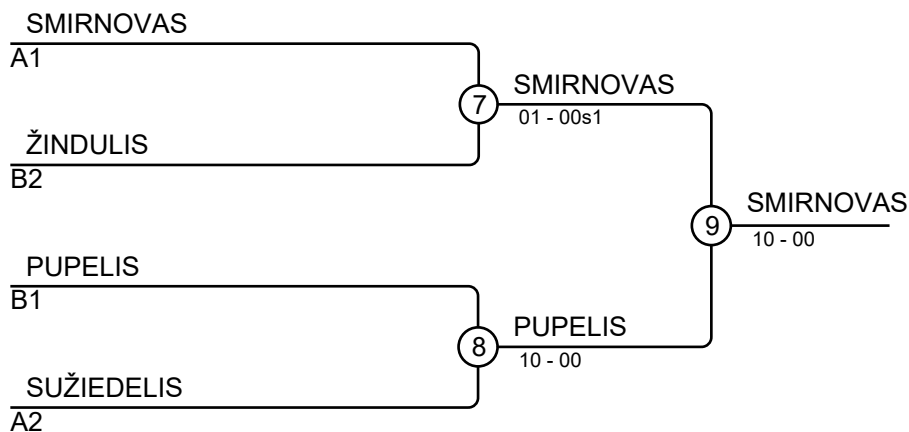 SMIRNOVAS
A1
7
SMIRNOVAS
01 - 00s1
ŽINDULIS
B2
9
SMIRNOVAS
10 - 00
PUPELIS
B1
8
PUPELIS
10 - 00
SUŽIEDELIS
A2